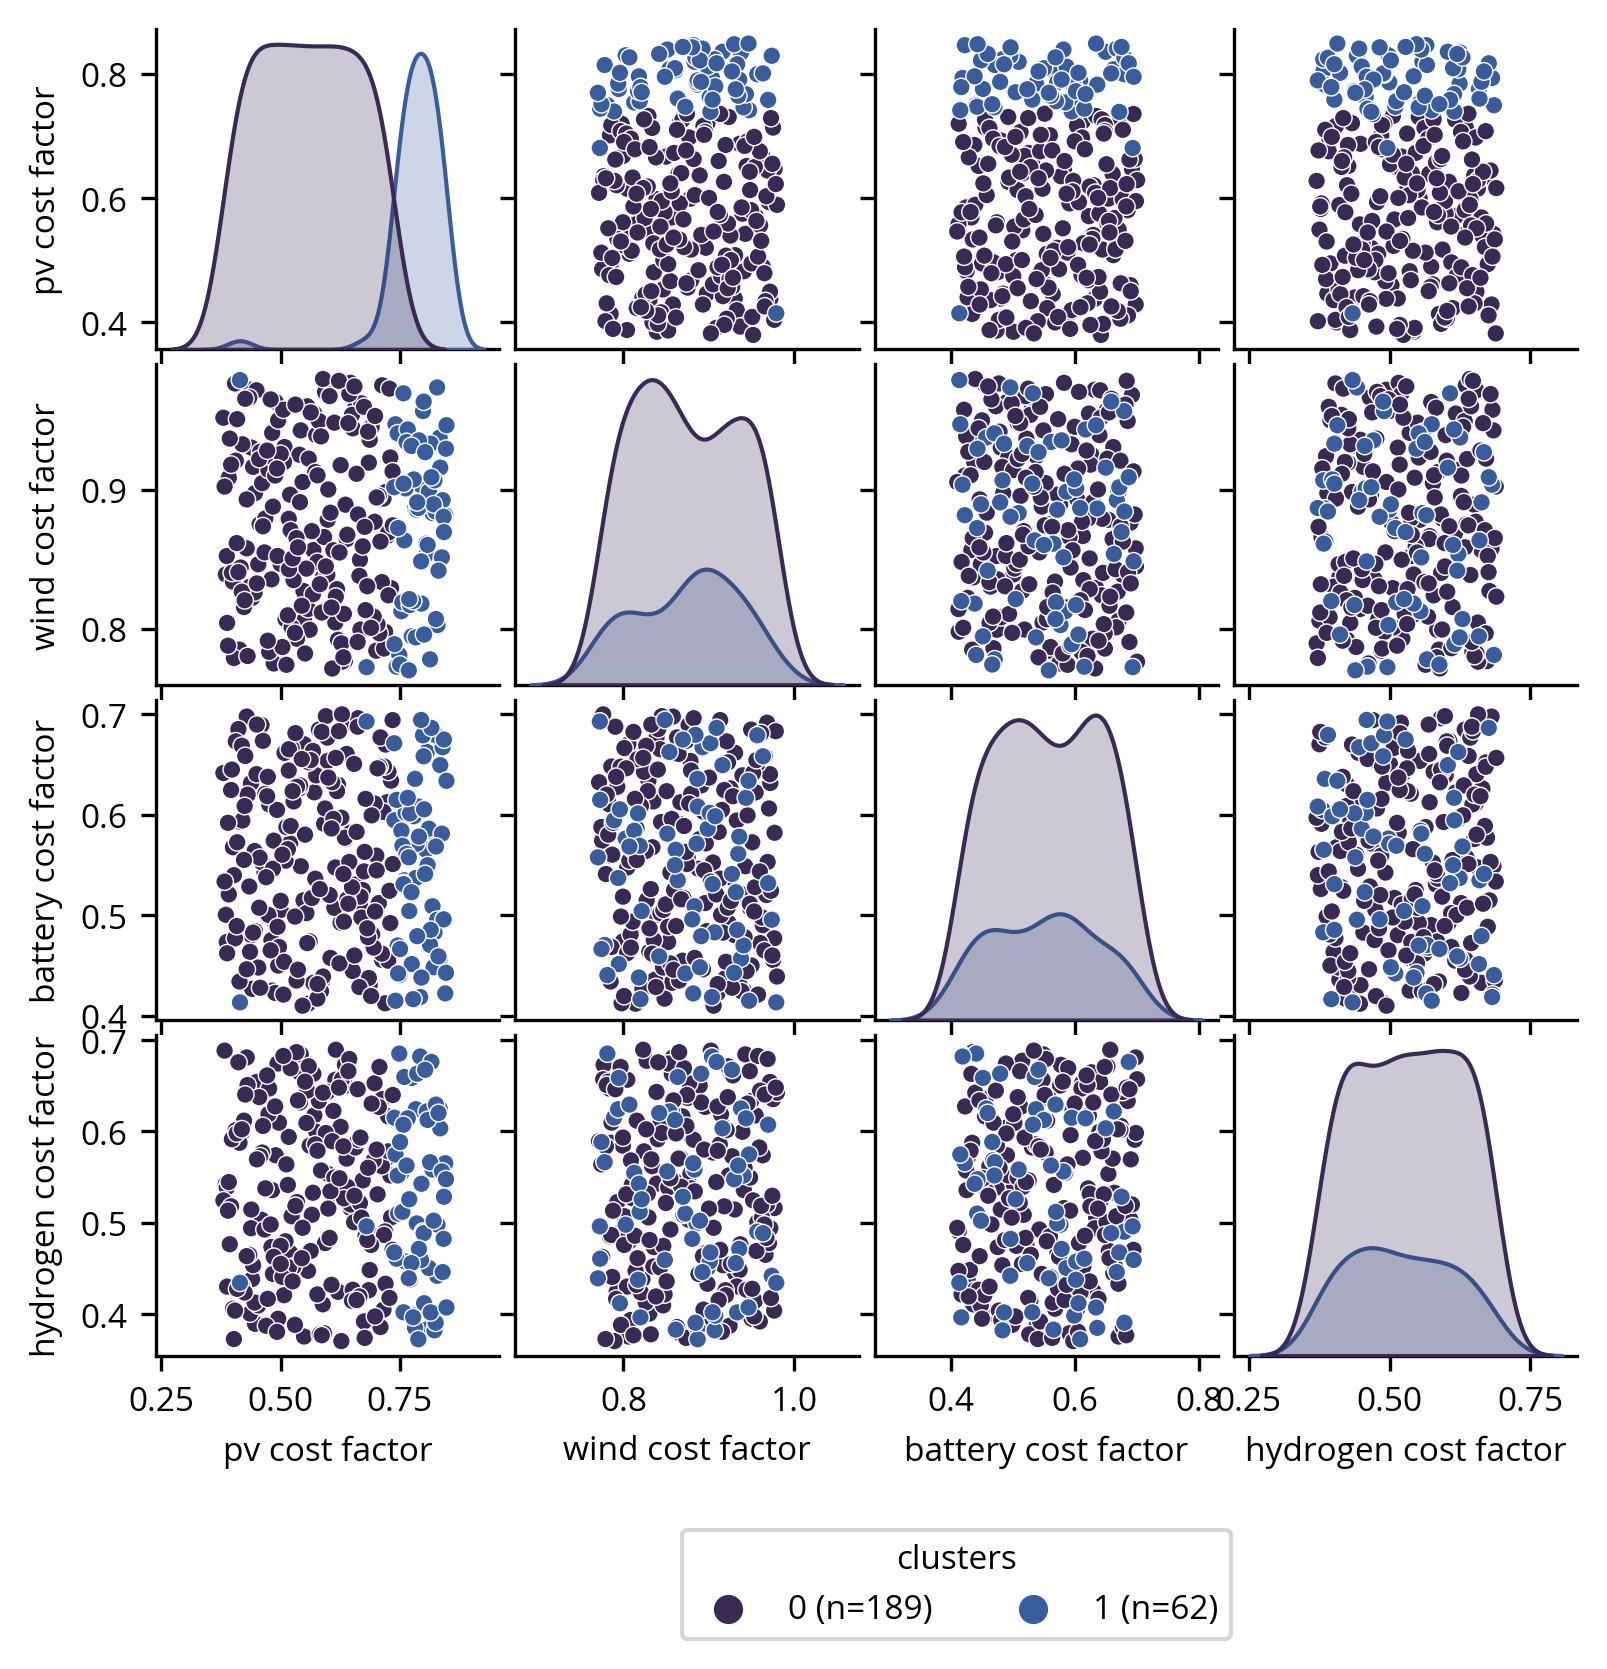 pv cost factor
0.8
0.6
0.4
wind cost factor
0.9
0.8
battery cost factor
0.7
0.6
0.5
0.4
hydrogen cost factor
0.7
0.6
0.5
0.4
0.25 0.50 0.75 0.8 1.0 0.4 0.6 0.8 0.25 0.50 0.75
pv cost factor wind cost factor battery cost factor hydrogen cost factor
clusters
0 (n=189) 1 (n=62)